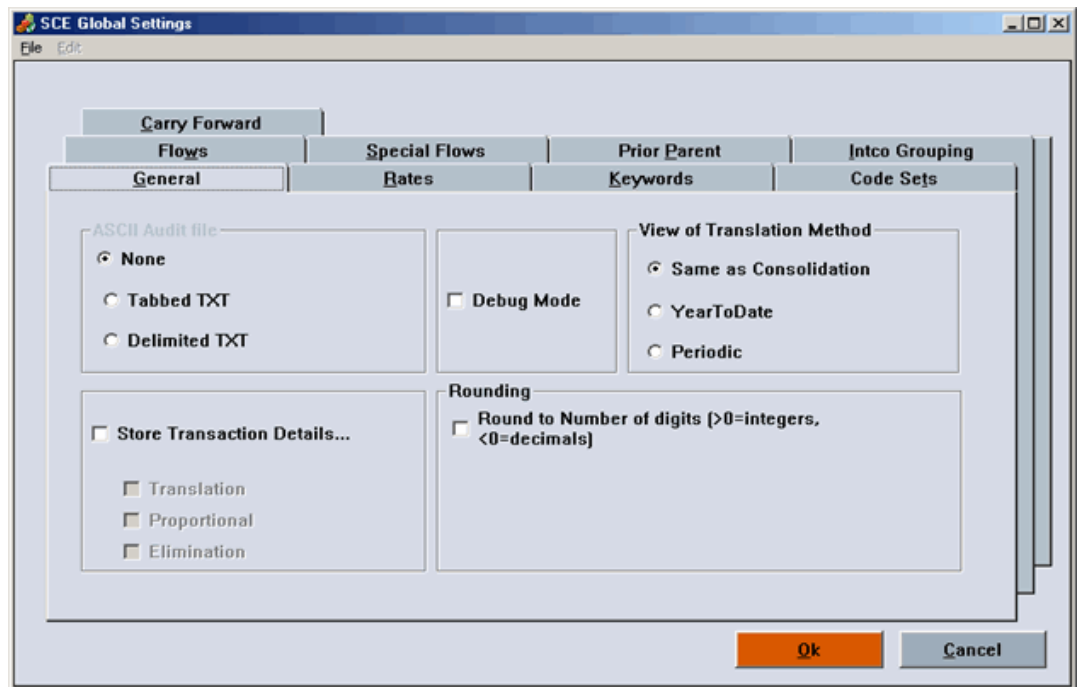 SCE Global Settings
File Edit
Carry Forward
Flows Special Flows Prior Parent Intco Grouping
General Rates Keywords Code Sets
ASCII Audit file
None
Tabbed TXT
Delimited TXT
Debug Mode
View of Translation Method
Same as Consolidation
YearToDate
Periodic
Store Transaction Details...
Translation
Proportional
Elimination
Rounding
Round to Number of digits (>0=integers,
<0=decimals)
Ok Cancel